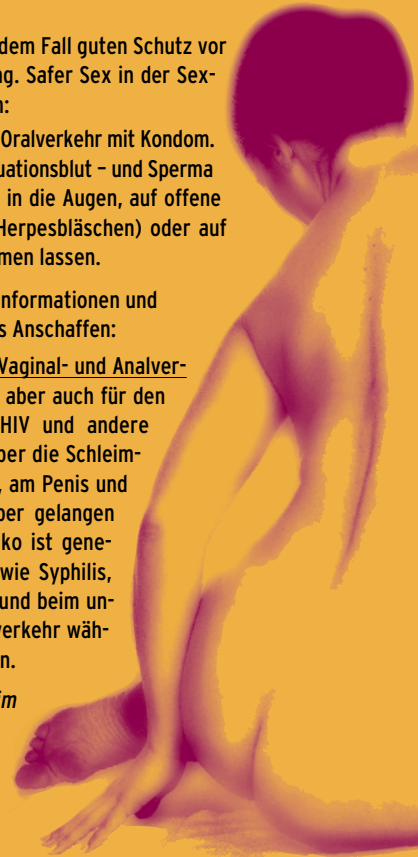 dem Fall guten Schutz vor
ng. Safer Sex in der Sex-
n:
Oralverkehr mit Kondom.
uationsblut – und Sperma
in die Augen, auf offene
Herpesbläschen) oder auf
men lassen.
nformationen und
s Anschaffen:
Vaginal- und Analver-
aber auch für den
HIV und andere
ber die Schleim-
, am Penis und
per gelangen
ko ist gene-
wie Syphilis,
und beim un-
verkehr wäh-
n.
im